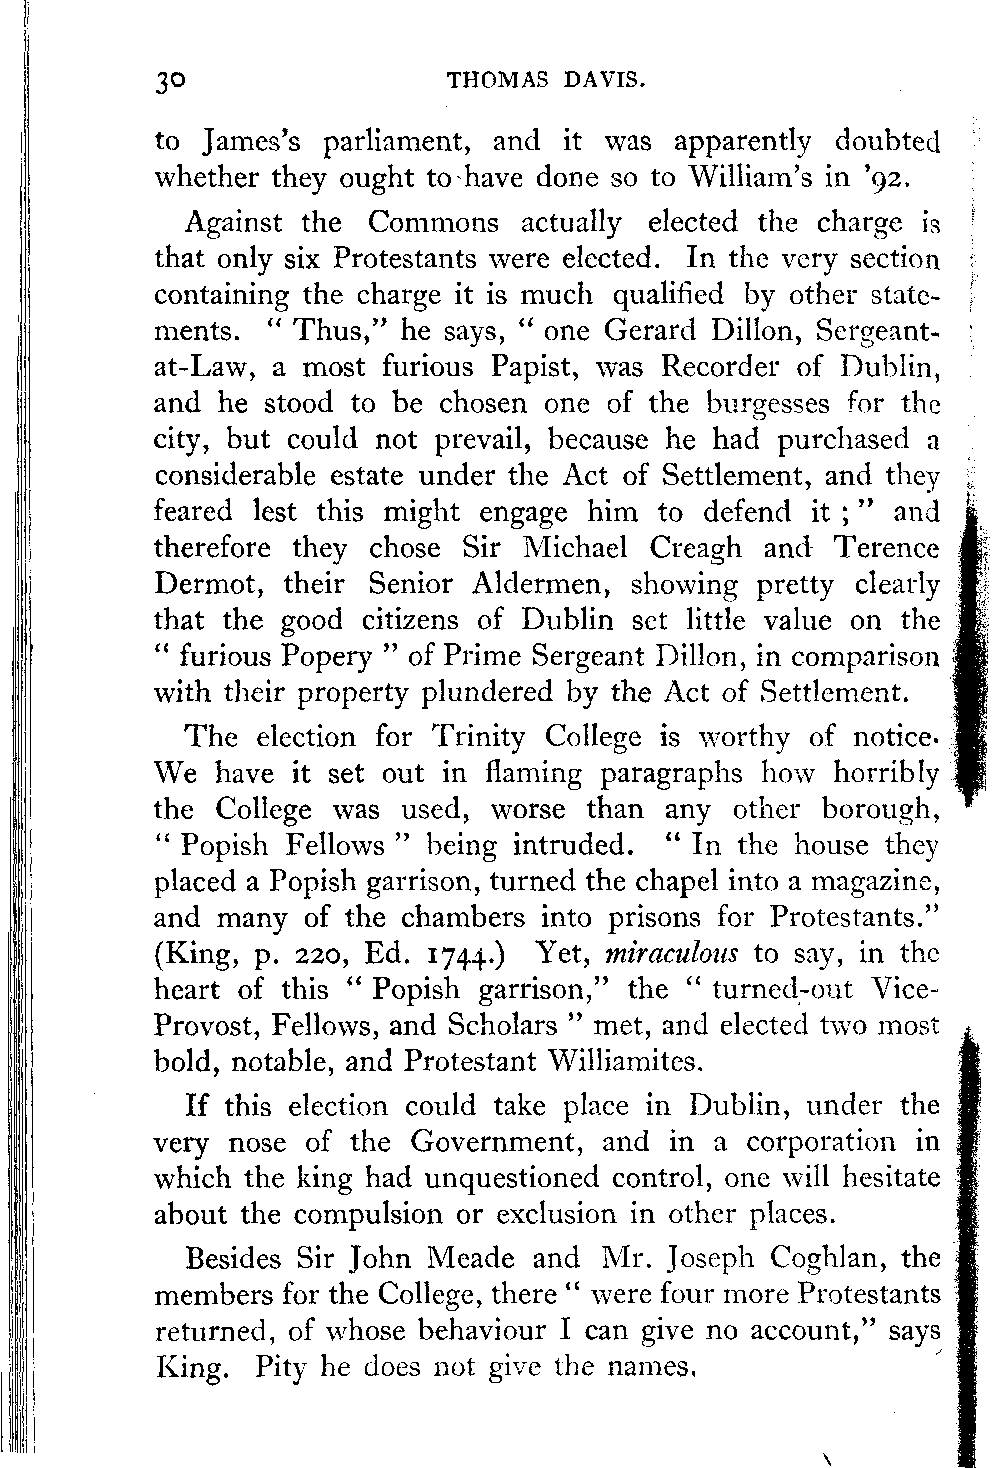 30 THOMAS DAVIS.
to James's parliament, and it was apparently doubted
whether they ought to have done so to William's in '92.
Against the Commons actually elected the charge is
that only six Protestants were elected. In the very section
containing the charge it is much qualified by other state-
ments. " Thus," he says, " one Gerard Dillon, Sergeant-
at-Law, a most furious Papist, was Recorder of Dublin,
and he stood to be chosen one of the burgesses for the
city, but could not prevail, because he had purchased a
considerable estate under the Act of Settlement, and they
feared lest this might engage him to defend it ; " and
therefore they chose Sir Michael Creagh and Terence
Dermot, their Senior Aldermen, showing pretty clearly
that the good citizens of Dublin set little value on the
" furious Popery " of Prime Sergeant Dillon, in comparison
with their property plundered by the Act of Settlement.
The election for Trinity College is worthy of notice.
We have it set out in flaming paragraphs how horribly
the College was used, worse than any other borough,
" Popish Fellows " being intruded. " In the house they
placed a Popish garrison, turned the chapel into a magazine,
and many of the chambers into prisons for Protestants."
(King, p. 220, Ed. 1744.) Yet, miraculous to say, in the
heart of this " Popish garrison," the " turned-out Vice-
Provost, Fellows, and Scholars " met, and elected two most
bold, notable, and Protestant Williamites.
If this election could take place in Dublin, under the
very nose of the Government, and in a corporation in
which the king had unquestioned control, one will hesitate
about the compulsion or exclusion in other places.
Besides Sir John Meade and Mr. Joseph Coghlan, the
members for the College, there " were four more Protestants
returned, of whose behaviour I can give no account," says
King. Pity he does not give the names.